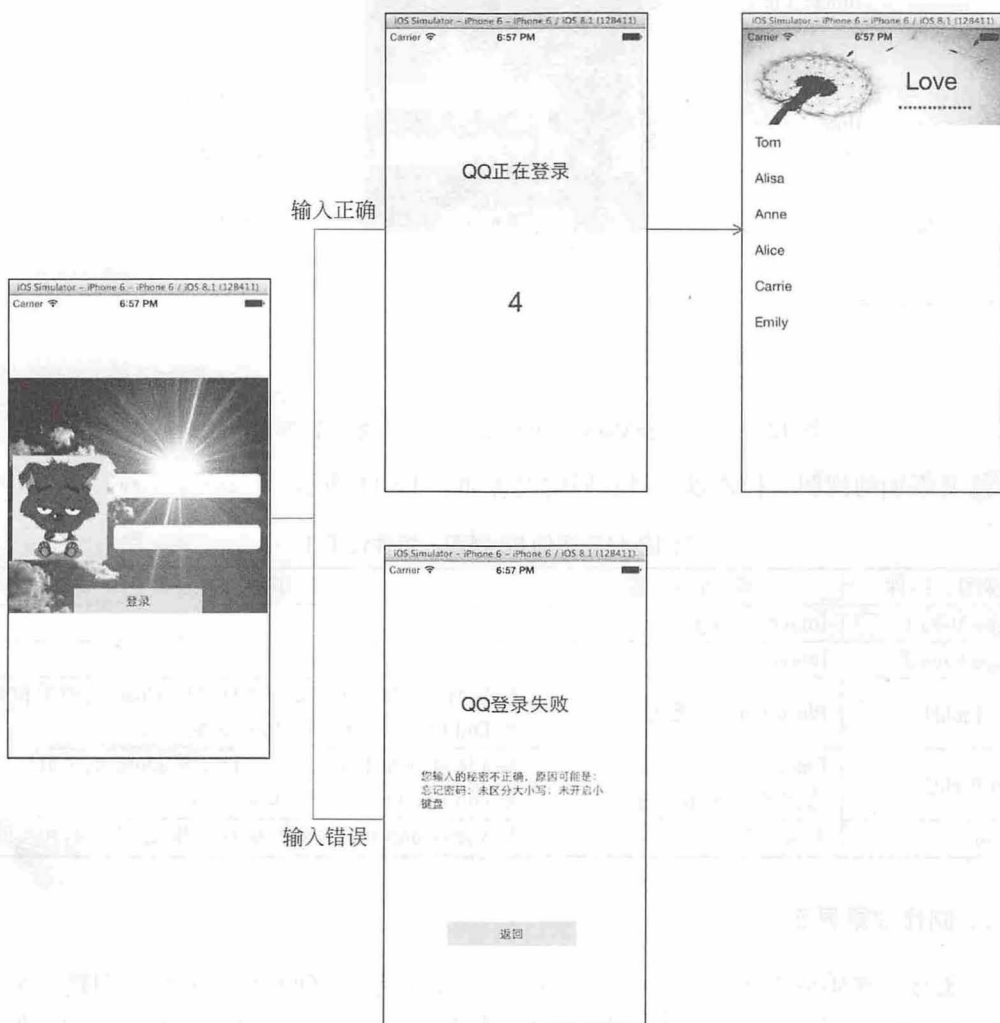 iOS Simulator – iPhone 6 – iPhone 6 / iOS 8.1 (12B411)
Carrier 6:57 PM
登录
输入正确
iOS Simulator – iPhone 6 – iPhone 6 / iOS 8.1 (12B411)
Carrier 6:57 PM
QQ正在登录
4
iOS Simulator – iPhone 6 – iPhone 6 / iOS 8.1 (12B411)
Carrier 6:57 PM
Love
Tom
Alisa
Anne
Alice
Carrie
Emily
输入错误
iOS Simulator – iPhone 6 – iPhone 6 / iOS 8.1 (12B411)
Carrier 6:57 PM
QQ登录失败
您输入的秘密不正确，原因可能是：
忘记密码；未区分大小写；未开启小
键盘
返回